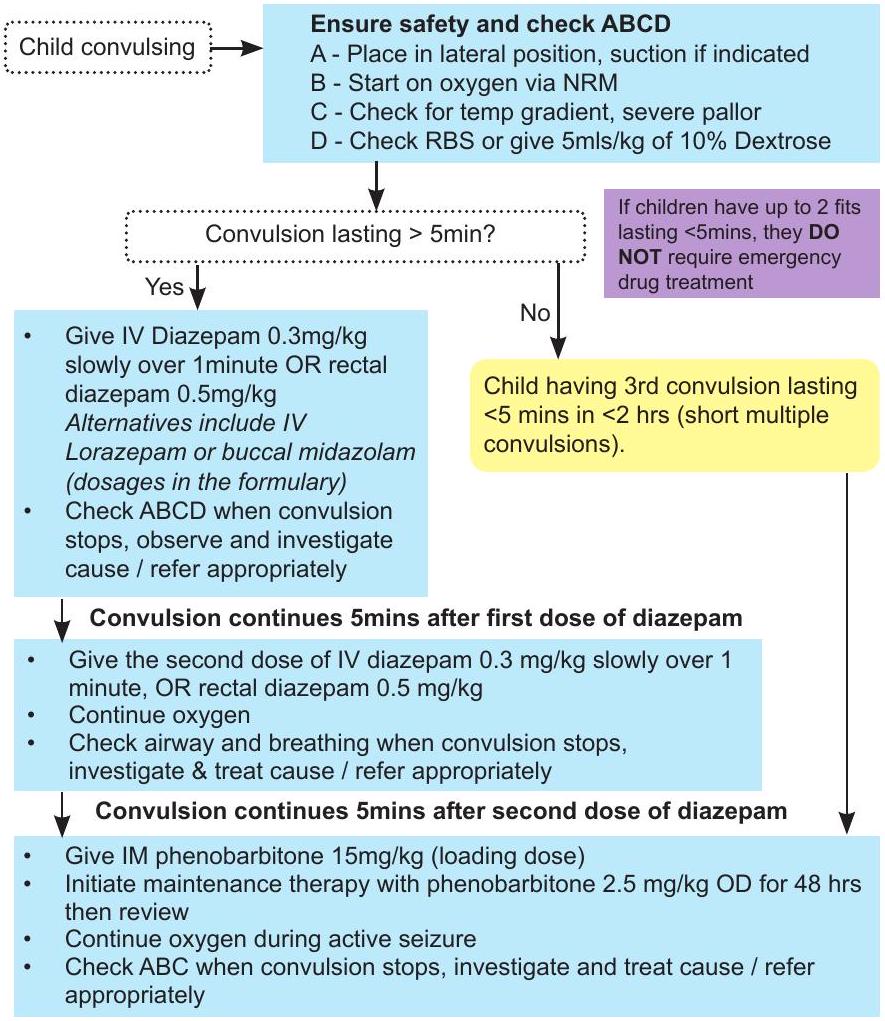 Child convulsing
Ensure safety and check ABCD
A - Place in lateral position, suction if indicated
B - Start on oxygen via NRM
C - Check for temp gradient, severe pallor
D - Check RBS or give 5mls/kg of 10% Dextrose
Convulsion lasting > 5min?
If children have up to 2 fits
lasting <5mins, they DO
NOT require emergency
drug treatment
Yes
No
• Give IV Diazepam 0.3mg/kg
slowly over 1minute OR rectal
diazepam 0.5mg/kg
Alternatives include IV
Lorazepam or buccal midazolam
(dosages in the formulary)
• Check ABCD when convulsion
stops, observe and investigate
cause / refer appropriately
Child having 3rd convulsion lasting
<5 mins in <2 hrs (short multiple
convulsions).
Convulsion continues 5mins after first dose of diazepam
• Give the second dose of IV diazepam 0.3 mg/kg slowly over 1
minute, OR rectal diazepam 0.5 mg/kg
• Continue oxygen
• Check airway and breathing when convulsion stops,
investigate & treat cause / refer appropriately
Convulsion continues 5mins after second dose of diazepam
• Give IM phenobarbitone 15mg/kg (loading dose)
• Initiate maintenance therapy with phenobarbitone 2.5 mg/kg OD for 48 hrs
then review
• Continue oxygen during active seizure
• Check ABC when convulsion stops, investigate and treat cause / refer
appropriately